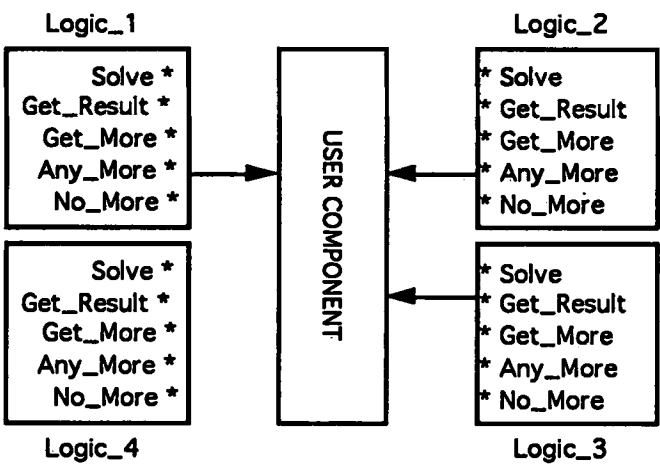 Logic_1
Solve *
Get_Result *
Get_More *
Any_More *
No_More *
Solve *
Get_Result *
Get_More *
Any_More *
No_More *
Logic_4
USER COMPONENT
Logic_2
* Solve
* Get_Result
* Get_More
* Any_More
* No_More
* Solve
* Get_Result
* Get_More
* Any_More
* No_More
Logic_3